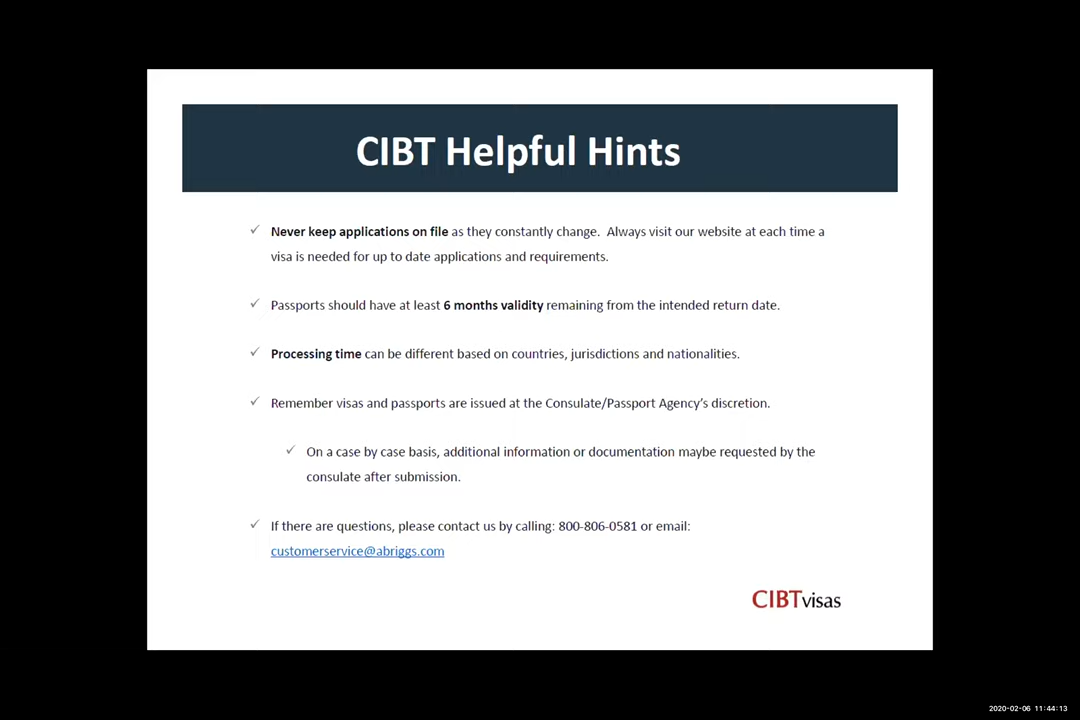 CIBT Helpful Hints
✓ Never keep applications on file as they constantly change.  Always visit our website at each time a
visa is needed for up to date applications and requirements.
✓ Passports should have at least 6 months validity remaining from the intended return date.
✓ Processing time can be different based on countries, jurisdictions and nationalities.
✓ Remember visas and passports are issued at the Consulate/Passport Agency’s discretion.
✓ On a case by case basis, additional information or documentation maybe requested by the
consulate after submission.
✓ If there are questions, please contact us by calling: 800-806-0581 or email:
customerservice@abriggs.com
CIBTvisas
2020-02-06 11:44:13